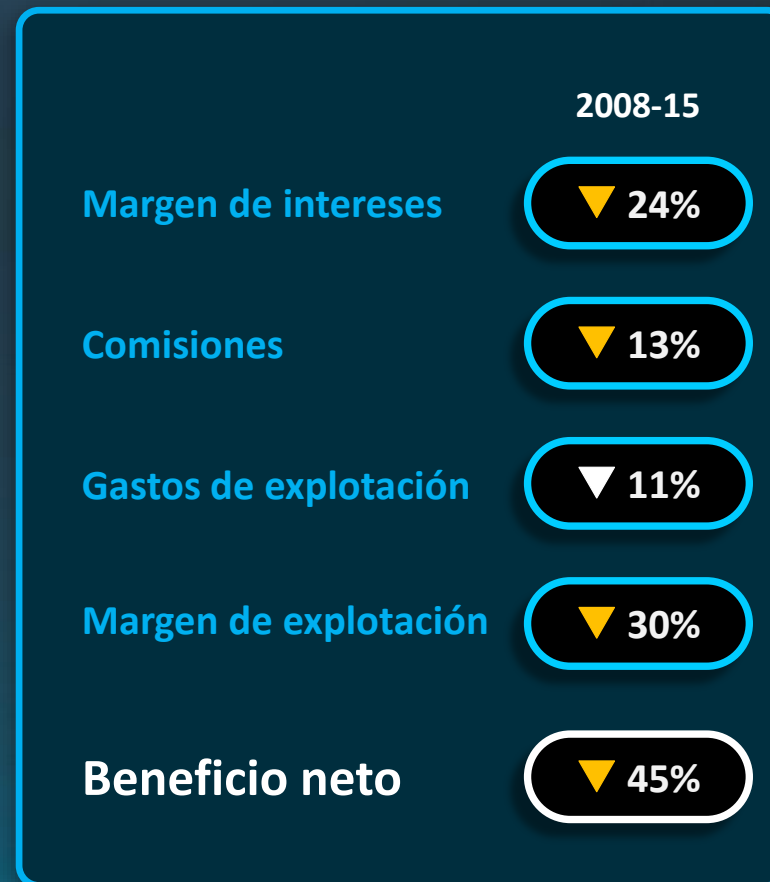 2008-15
Margen de intereses ▼ 24%
Comisiones ▼ 13%
Gastos de explotación ▼ 11%
Margen de explotación ▼ 30%
Beneficio neto ▼ 45%